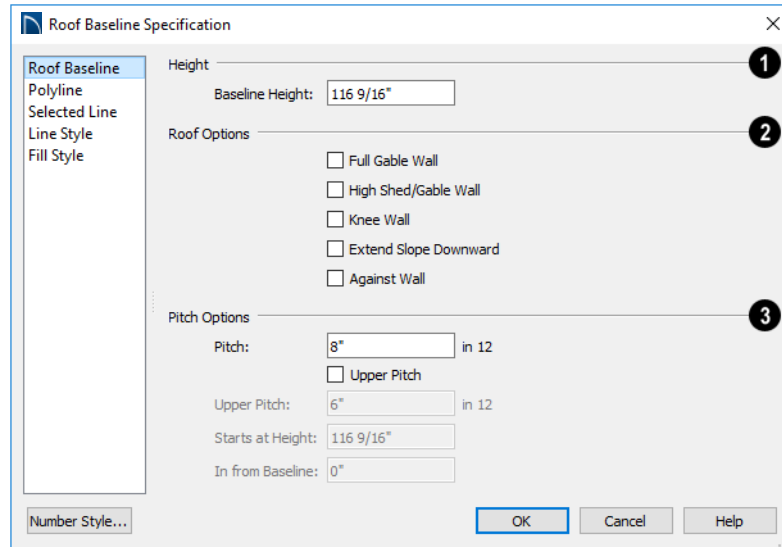 Roof Baseline Specification
Roof Baseline
Polyline
Selected Line
Line Style
Fill Style
Height 1
Baseline Height: 116 9/16"
Roof Options 2
Full Gable Wall
High Shed/Gable Wall
Knee Wall
Extend Slope Downward
Against Wall
Pitch Options 3
Pitch: 8" in 12
Upper Pitch
Upper Pitch: 6" in 12
Starts at Height: 116 9/16"
In from Baseline: 0"
Number Style... OK Cancel Help